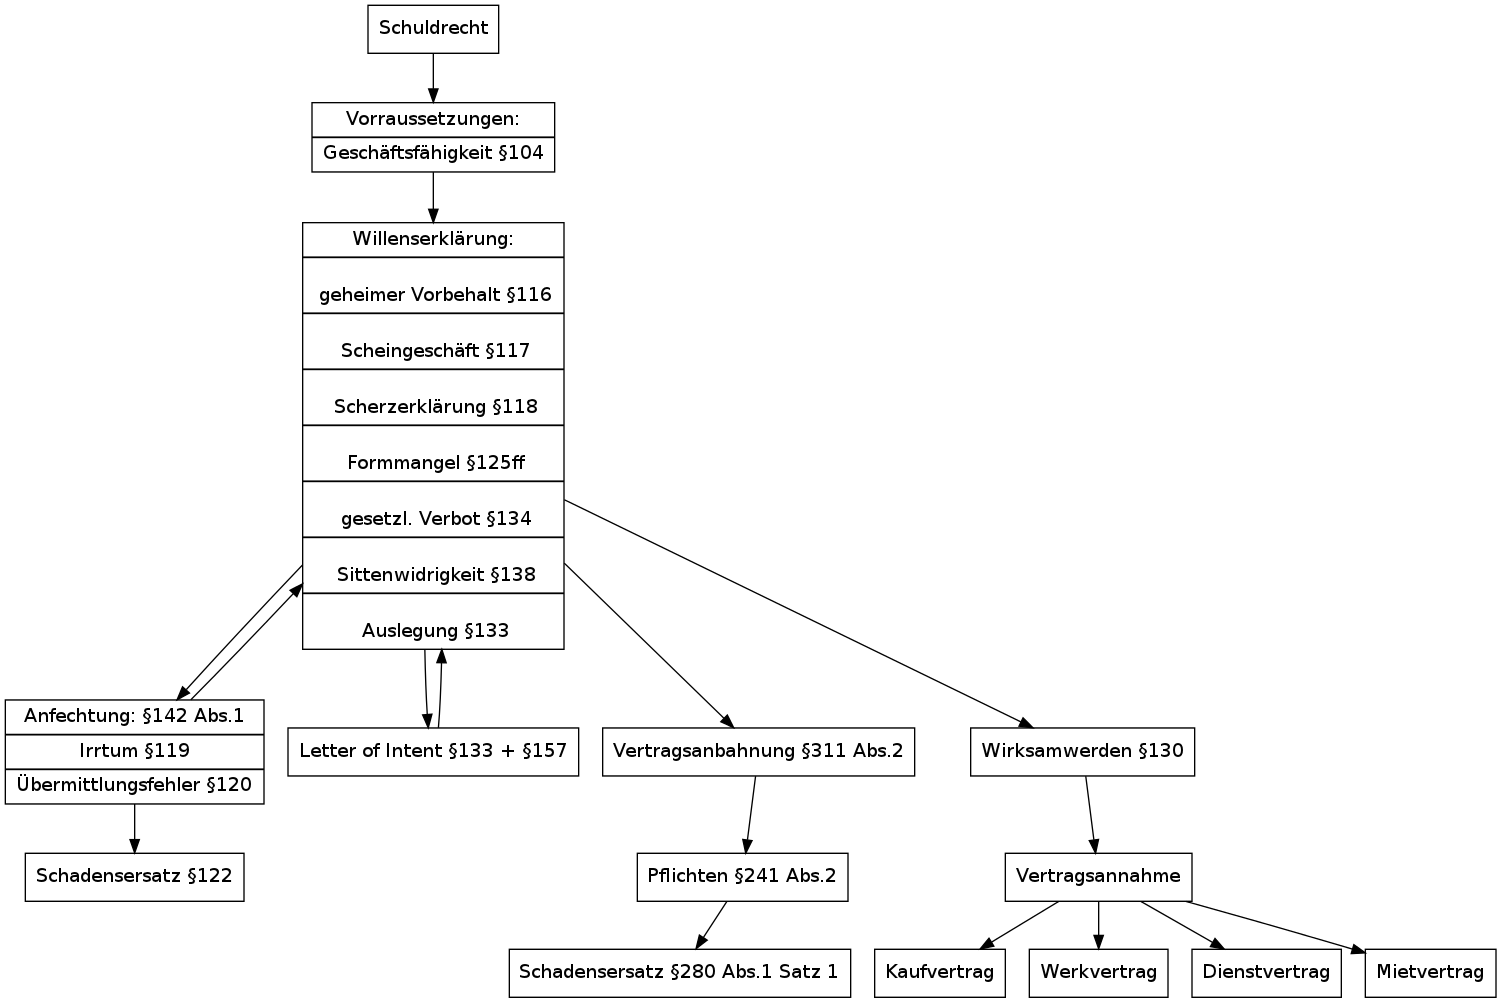 Schuldrecht
Vorraussetzungen:
Geschäftsfähigkeit §104
Willenserklärung:
geheimer Vorbehalt §116
Scheingeschäft §117
Scherzerklärung §118
Formmangel §125ff
gesetzl. Verbot §134
Sittenwidrigkeit §138
Auslegung §133
Anfechtung: §142 Abs.1
Irrtum §119
Übermittlungsfehler §120
Letter of Intent §133 + §157
Vertragsanbahnung §311 Abs.2
Wirksamwerden §130
Schadensersatz §122
Pflichten §241 Abs.2
Vertragsannahme
Schadensersatz §280 Abs.1 Satz 1
Kaufvertrag
Werkvertrag
Dienstvertrag
Mietvertrag